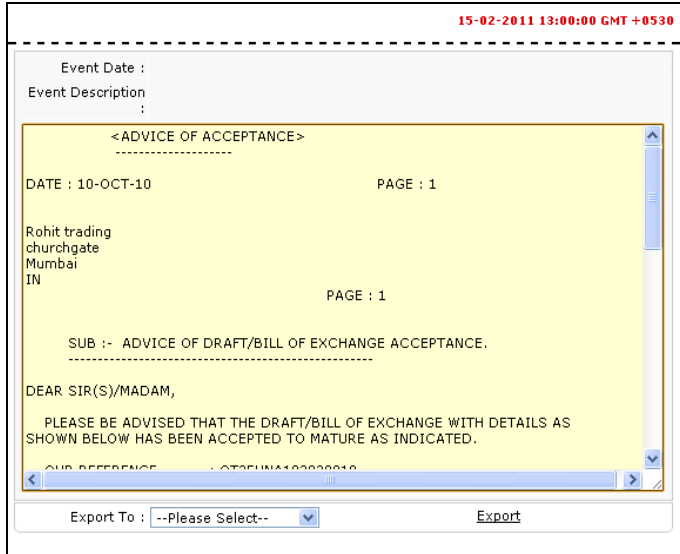 15-02-2011 13:00:00 GMT +0530
Event Date :
Event Description
:
<ADVICE OF ACCEPTANCE>
--------------------
DATE : 10-OCT-10 PAGE : 1
Rohit trading
churchgate
Mumbai
IN
PAGE : 1
SUB :- ADVICE OF DRAFT/BILL OF EXCHANGE ACCEPTANCE.
----------------------------------------------------
DEAR SIR(S)/MADAM,
PLEASE BE ADVISED THAT THE DRAFT/BILL OF EXCHANGE WITH DETAILS AS
SHOWN BELOW HAS BEEN ACCEPTED TO MATURE AS INDICATED.
OUR REFERENCE :
Export To : --Please Select-- Export